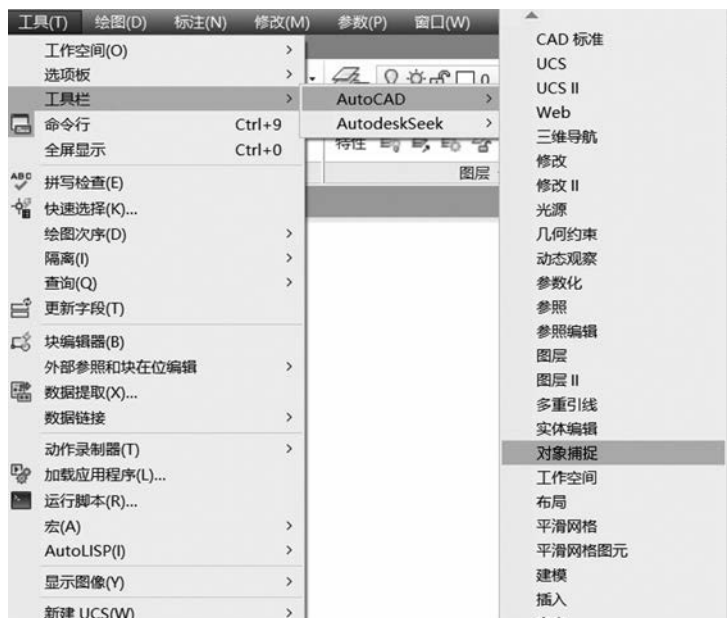 工具(T) 绘图(D) 标注(N) 修改(M) 参数(P) 窗口(W)
工作空间(O)
选项板
工具栏
命令行 Ctrl+9
全屏显示 Ctrl+0
ABC 拼写检查(E)
快速选择(K)...
绘图次序(D)
隔离(I)
查询(Q)
更新字段(T)
块编辑器(B)
外部参照和块在位编辑
数据提取(X)...
数据链接
动作录制器(T)
加载应用程序(L)...
运行脚本(R)...
宏(A)
AutoLISP(I)
显示图像(Y)
新建 UCS(W)
0
AutoCAD
AutodeskSeek
特性
图层
CAD 标准
UCS
UCS II
Web
三维导航
修改
修改 II
光源
几何约束
动态观察
参数化
参照
参照编辑
图层
图层 II
多重引线
实体编辑
对象捕捉
工作空间
布局
平滑网格
平滑网格图元
建模
插入